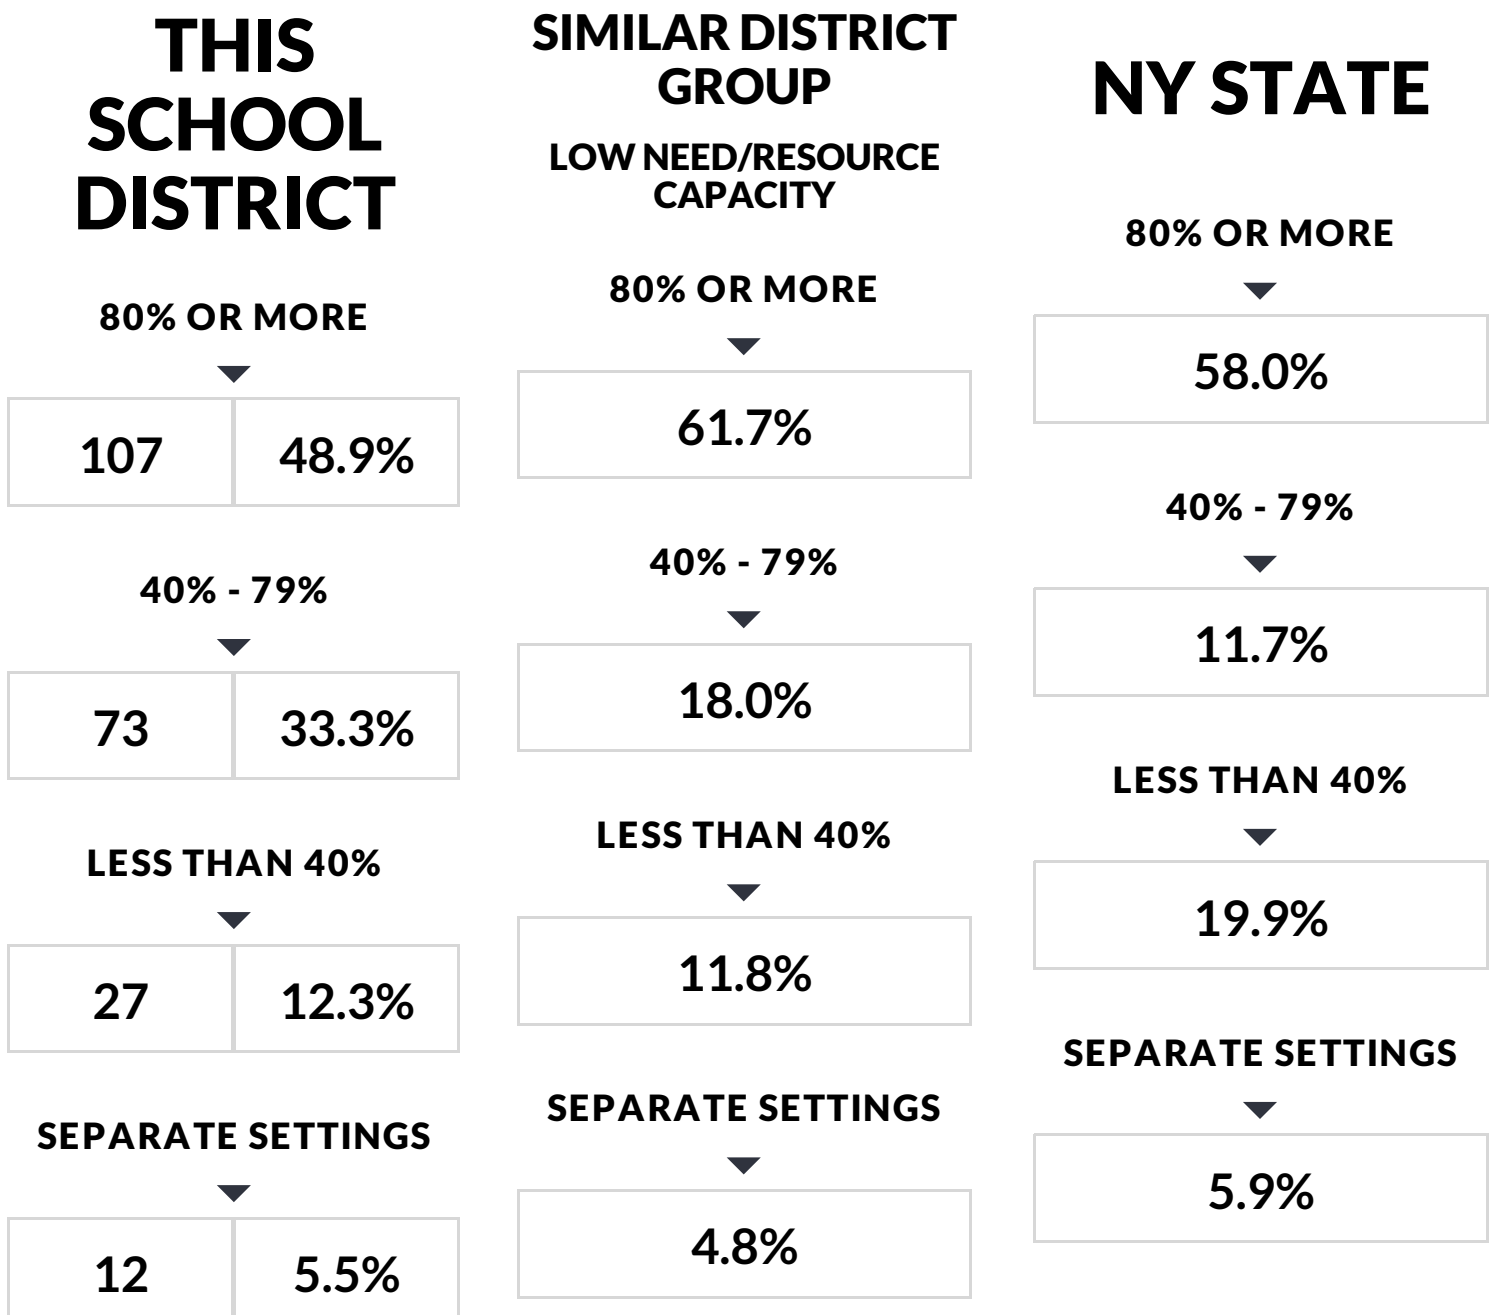 THIS
SCHOOL
DISTRICT
80% OR MORE
107 48.9%
40% - 79%
73 33.3%
LESS THAN 40%
27 12.3%
SEPARATE SETTINGS
12 5.5%
SIMILAR DISTRICT
GROUP
LOW NEED/RESOURCE
CAPACITY
80% OR MORE
61.7%
40% - 79%
18.0%
LESS THAN 40%
11.8%
SEPARATE SETTINGS
4.8%
NY STATE
80% OR MORE
58.0%
40% - 79%
11.7%
LESS THAN 40%
19.9%
SEPARATE SETTINGS
5.9%